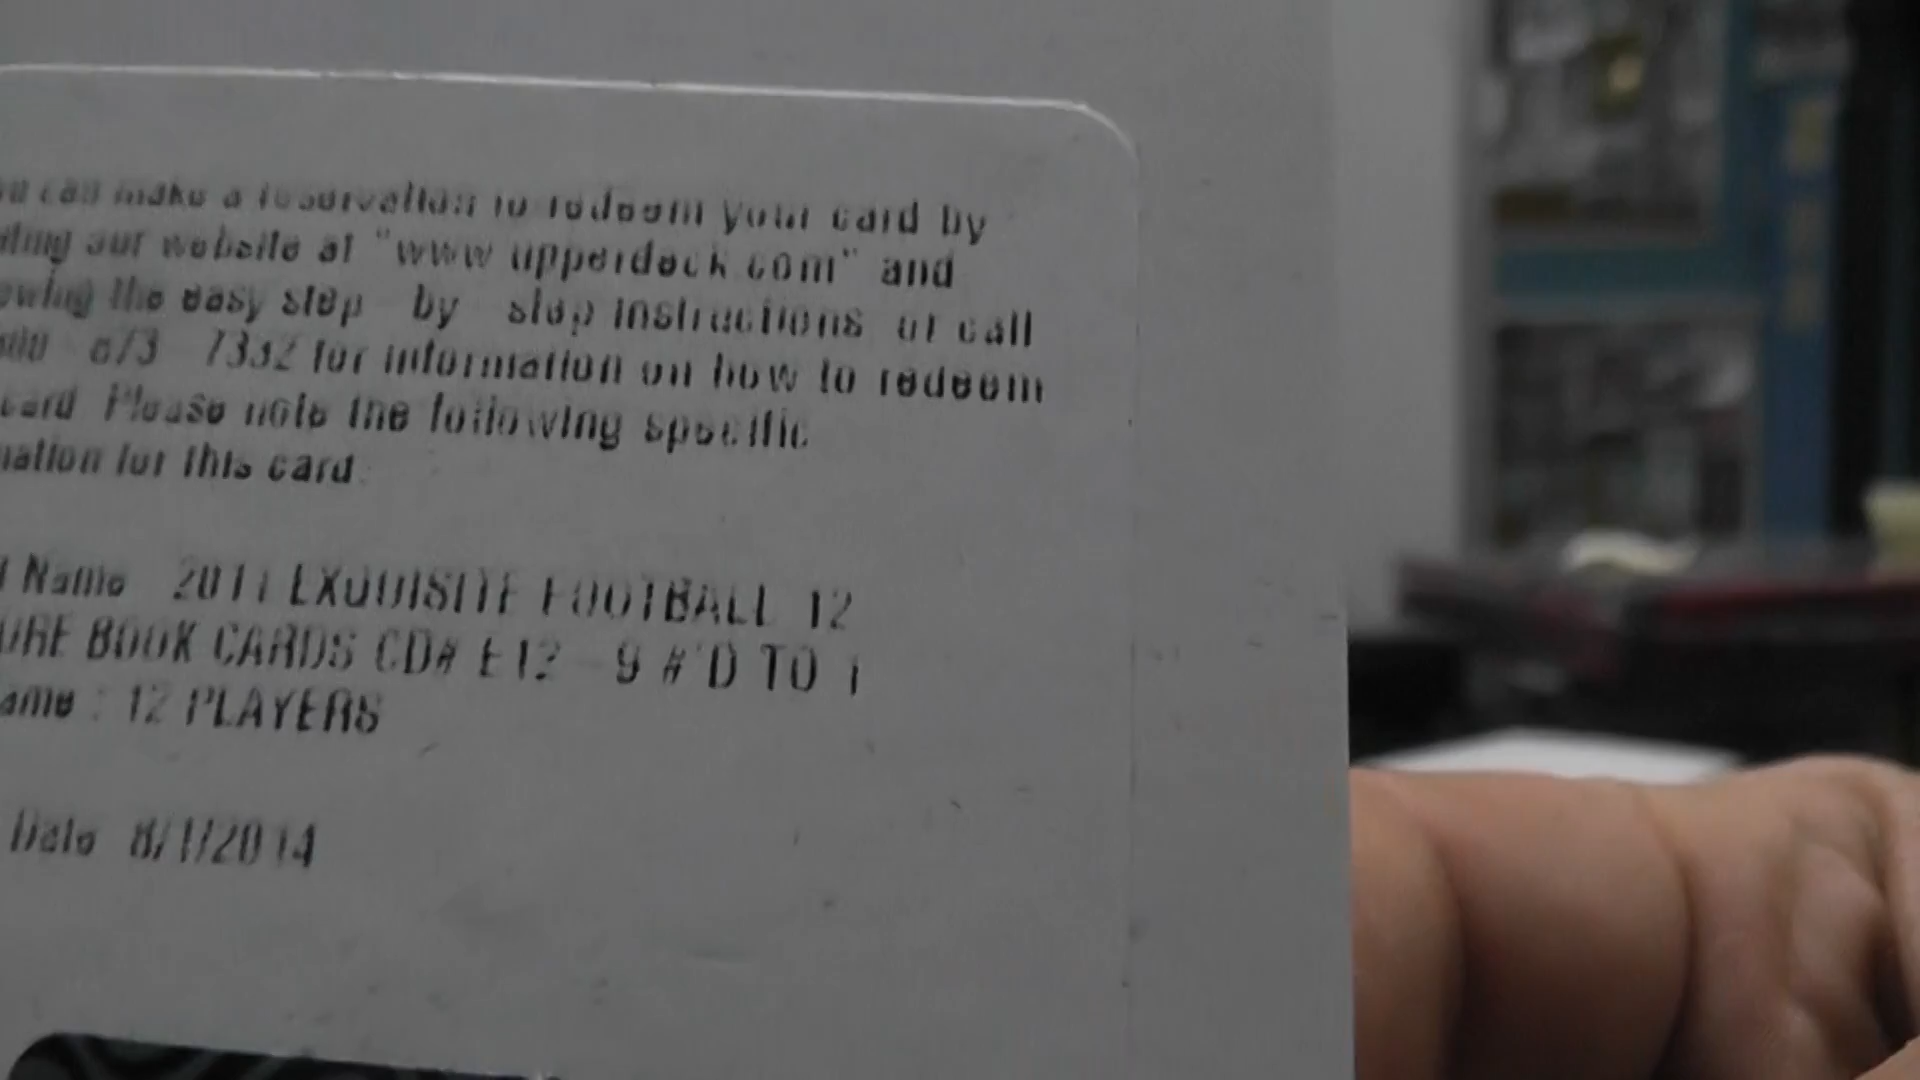 can make a reservation to redeem your card by
our website at "www upperdeck com" and
the easy step by step instructions or call
873 7332 for information on how to redeem
card Please note the following specific
for this card
Name 2011 EXQUISITE FOOTBALL 12
URE BOOK CARDS CD# E12 - 9 #'D TO 1
ame : 12 PLAYERS
Date 8/1/2014